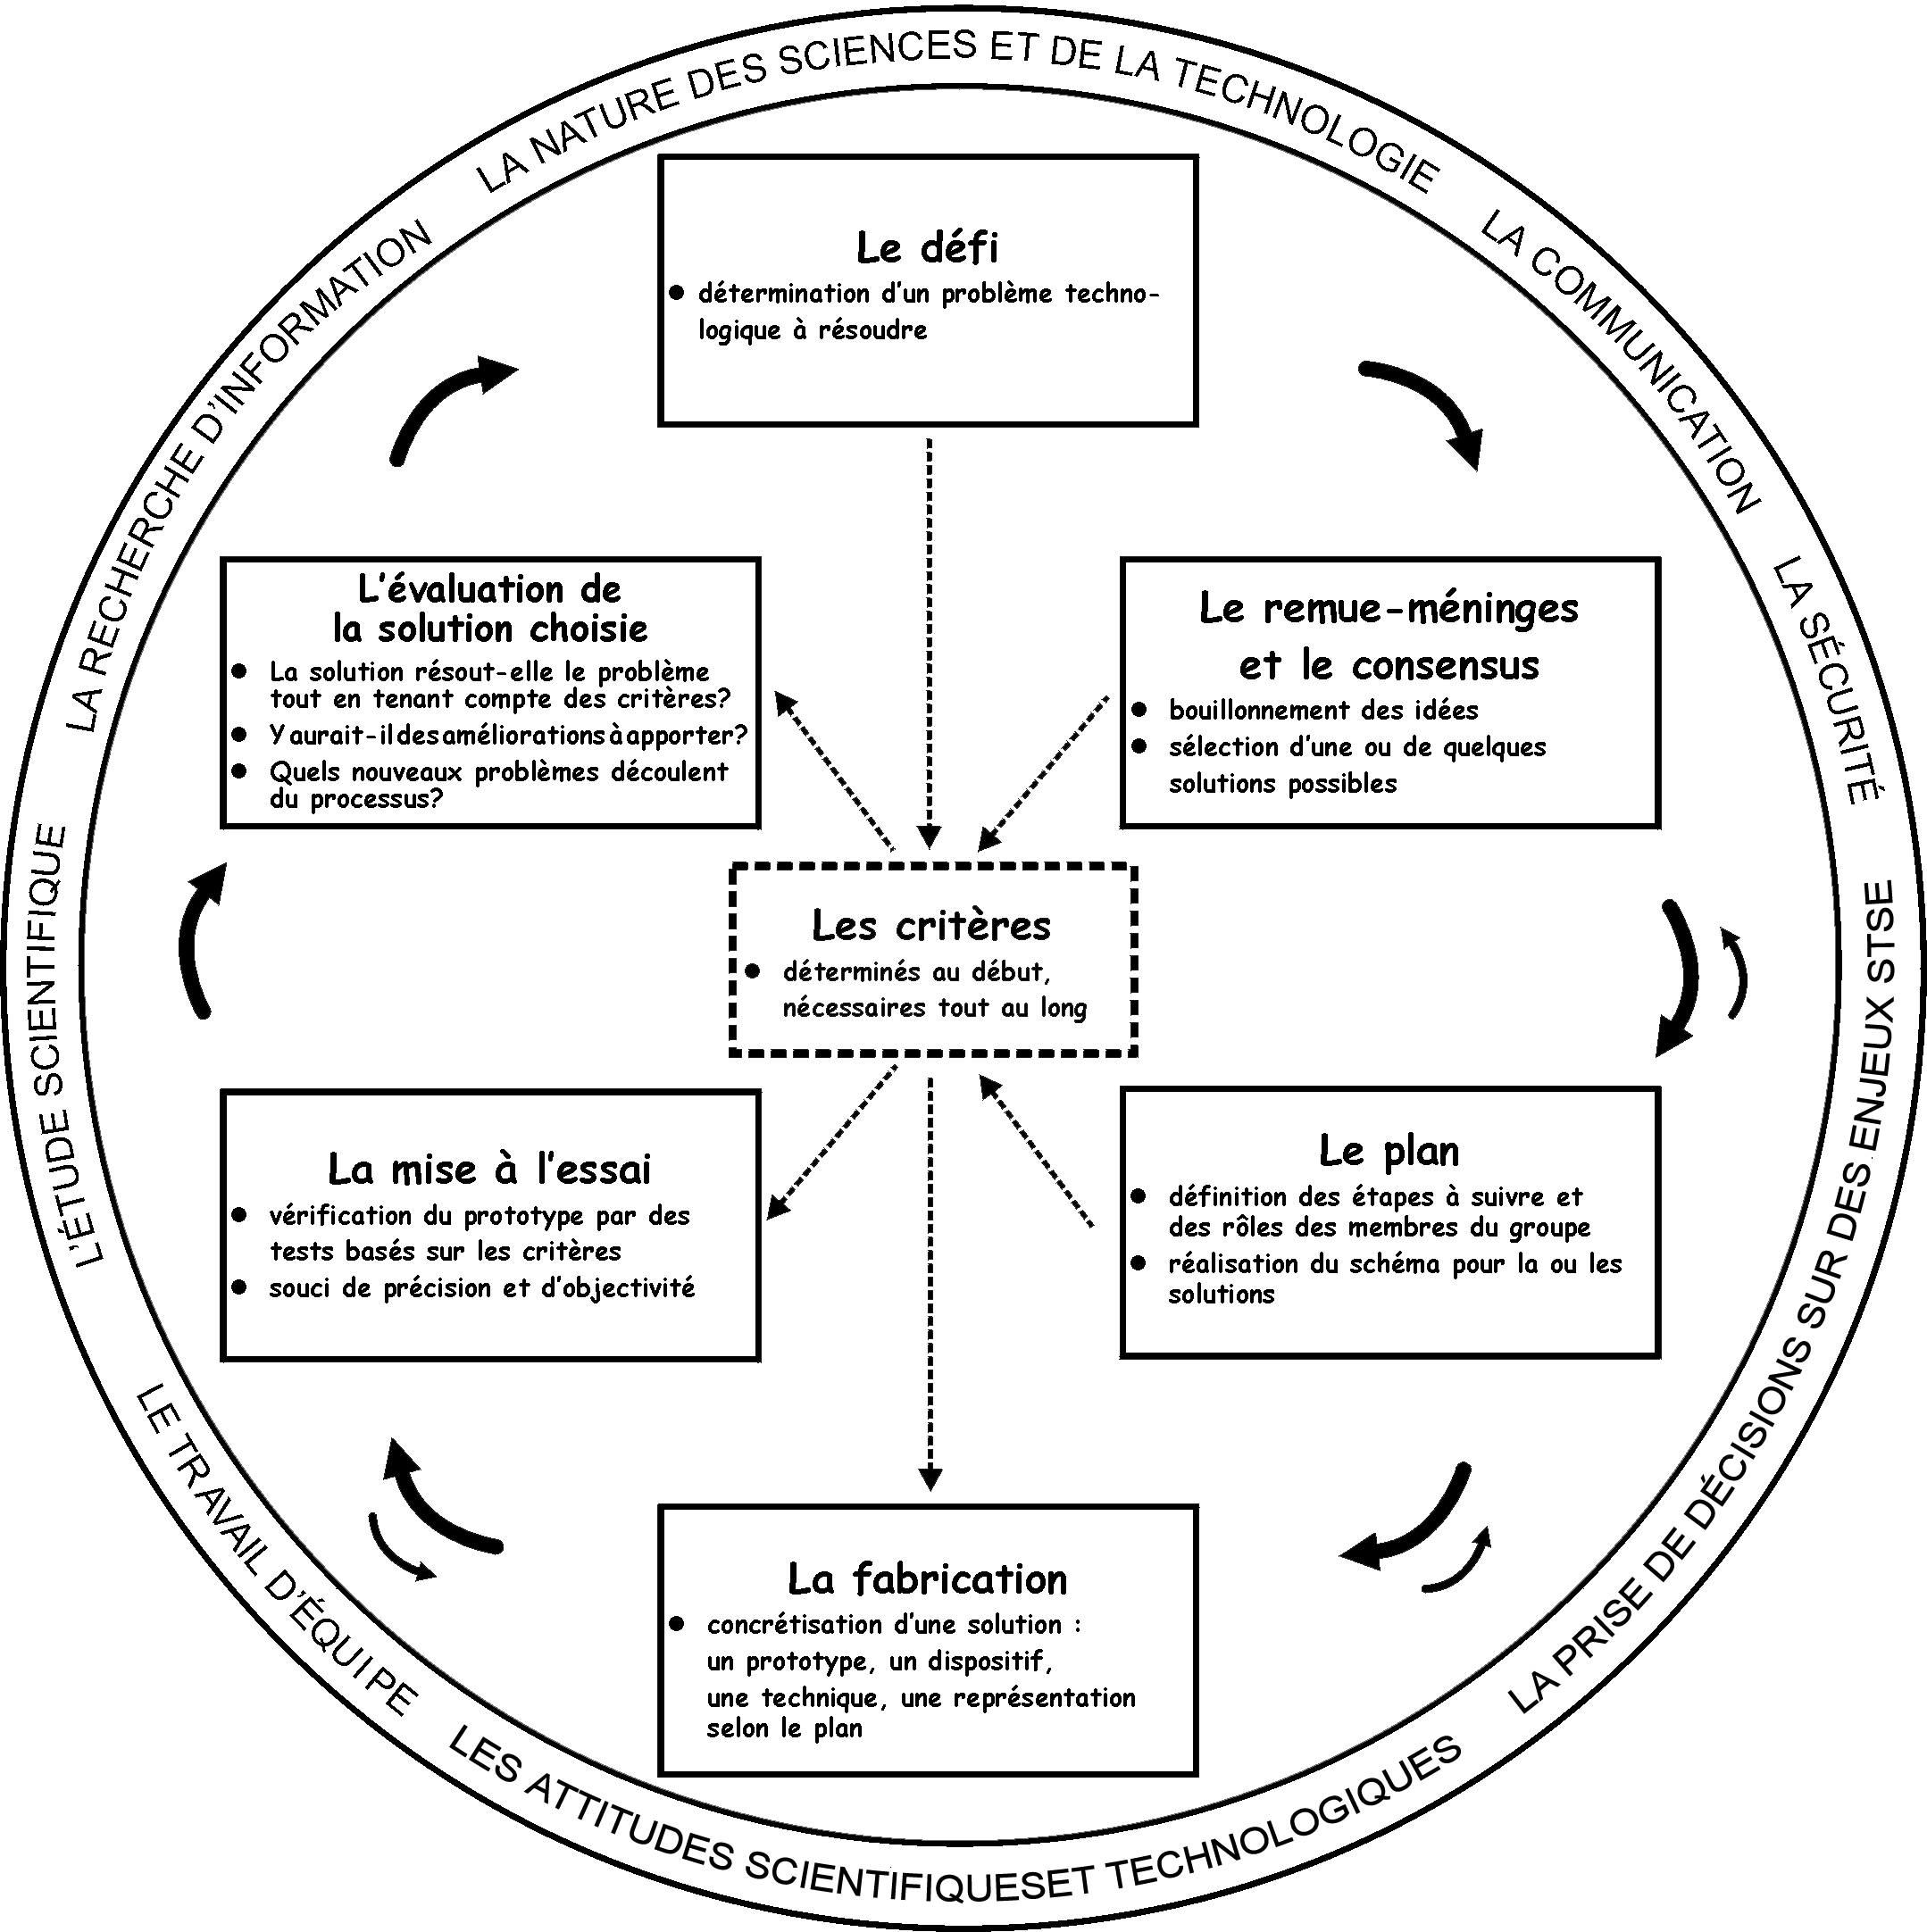 LA NATURE DES SCIENCES ET DE LA TECHNOLOGIE
LA COMMUNICATION
LA SÉCURITÉ
LA PRISE DE DÉCISIONS SUR DES ENJEUX STSE
LES ATTITUDES SCIENTIFIQUESET TECHNOLOGIQUES
LE TRAVAIL D'ÉQUIPE
L'ÉTUDE SCIENTIFIQUE
LA RECHERCHE D'INFORMATION
Le défi
● détermination d'un problème techno-
logique à résoudre
Le remue-méninges
et le consensus
● bouillonnement des idées
● sélection d'une ou de quelques
solutions possibles
Le plan
● définition des étapes à suivre et
des rôles des membres du groupe
● réalisation du schéma pour la ou les
solutions
La fabrication
● concrétisation d'une solution :
un prototype, un dispositif,
une technique, une représentation
selon le plan
La mise à l'essai
● vérification du prototype par des
tests basés sur les critères
● souci de précision et d'objectivité
L'évaluation de
la solution choisie
● La solution résout-elle le problème
tout en tenant compte des critères?
● Y aurait-il des améliorations à apporter?
● Quels nouveaux problèmes découlent
du processus?
Les critères
● déterminés au début,
nécessaires tout au long